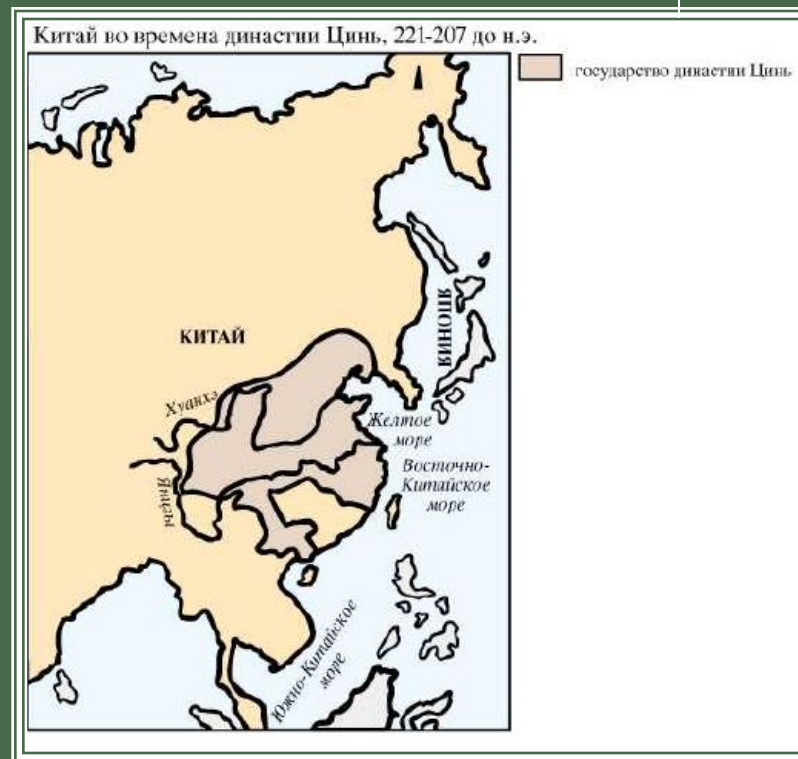 Китай во времена династии Цинь, 221-207 до н.э.
государство династии Цинь
КИТАЙ
ЯПОНИЯ
Хуанхэ
Желтое
море
Восточно-
Китайское
море
Янцзы
Южно-Китайское
море